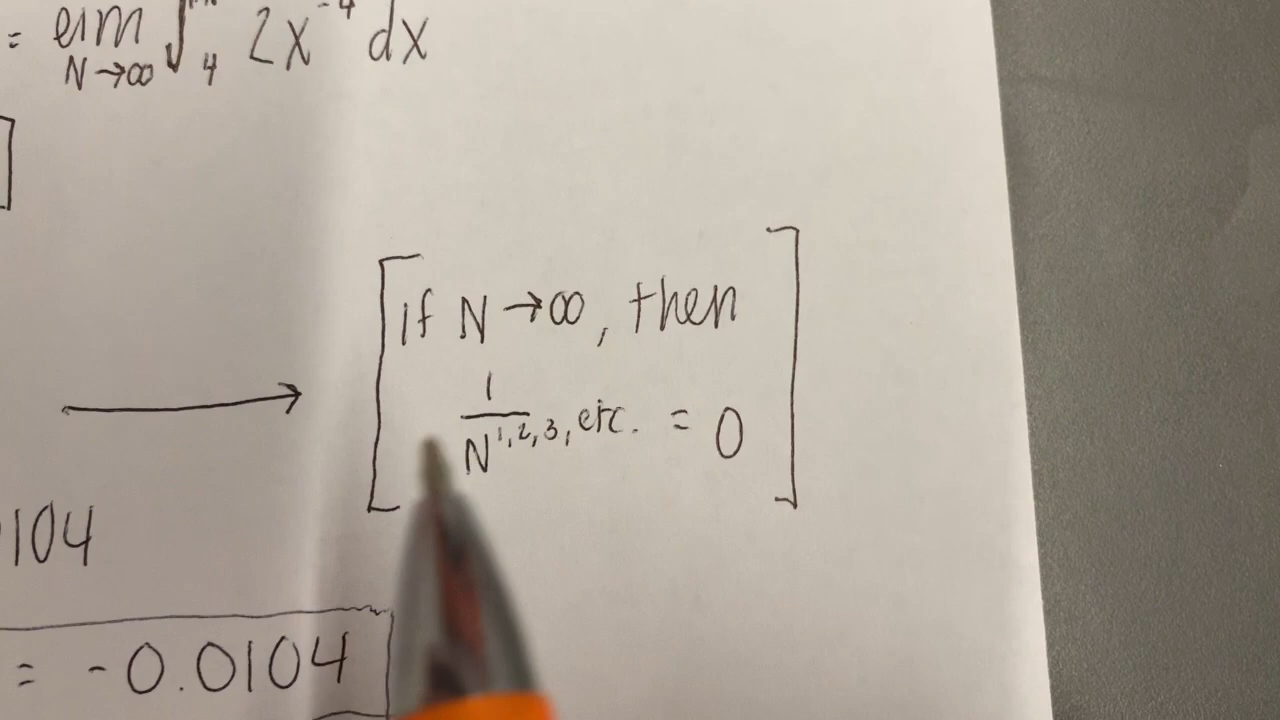 = lim ∫₄ 2x⁻⁴ dx
N→∞
if N→∞, then
1
N^1,2,3, etc. = 0
104
= -0.0104